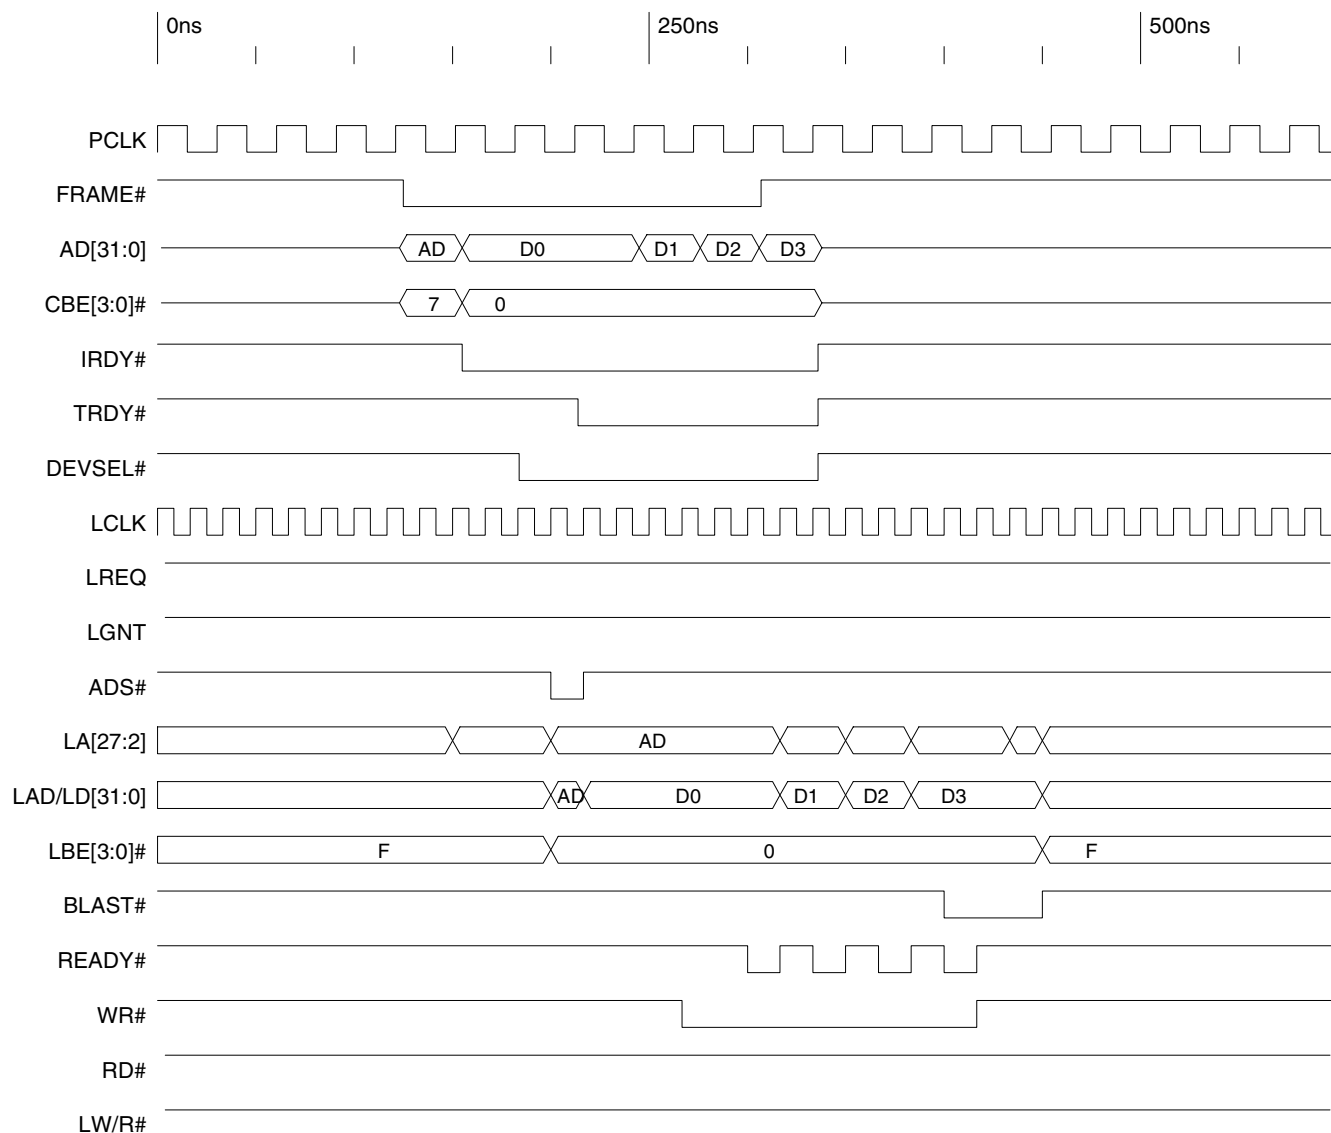 0ns 250ns 500ns
PCLK
FRAME#
AD[31:0] AD D0 D1 D2 D3
CBE[3:0]# 7 0
IRDY#
TRDY#
DEVSEL#
LCLK
LREQ
LGNT
ADS#
LA[27:2] AD
LAD/LD[31:0] AD D0 D1 D2 D3
LBE[3:0]# F 0 F
BLAST#
READY#
WR#
RD#
LW/R#